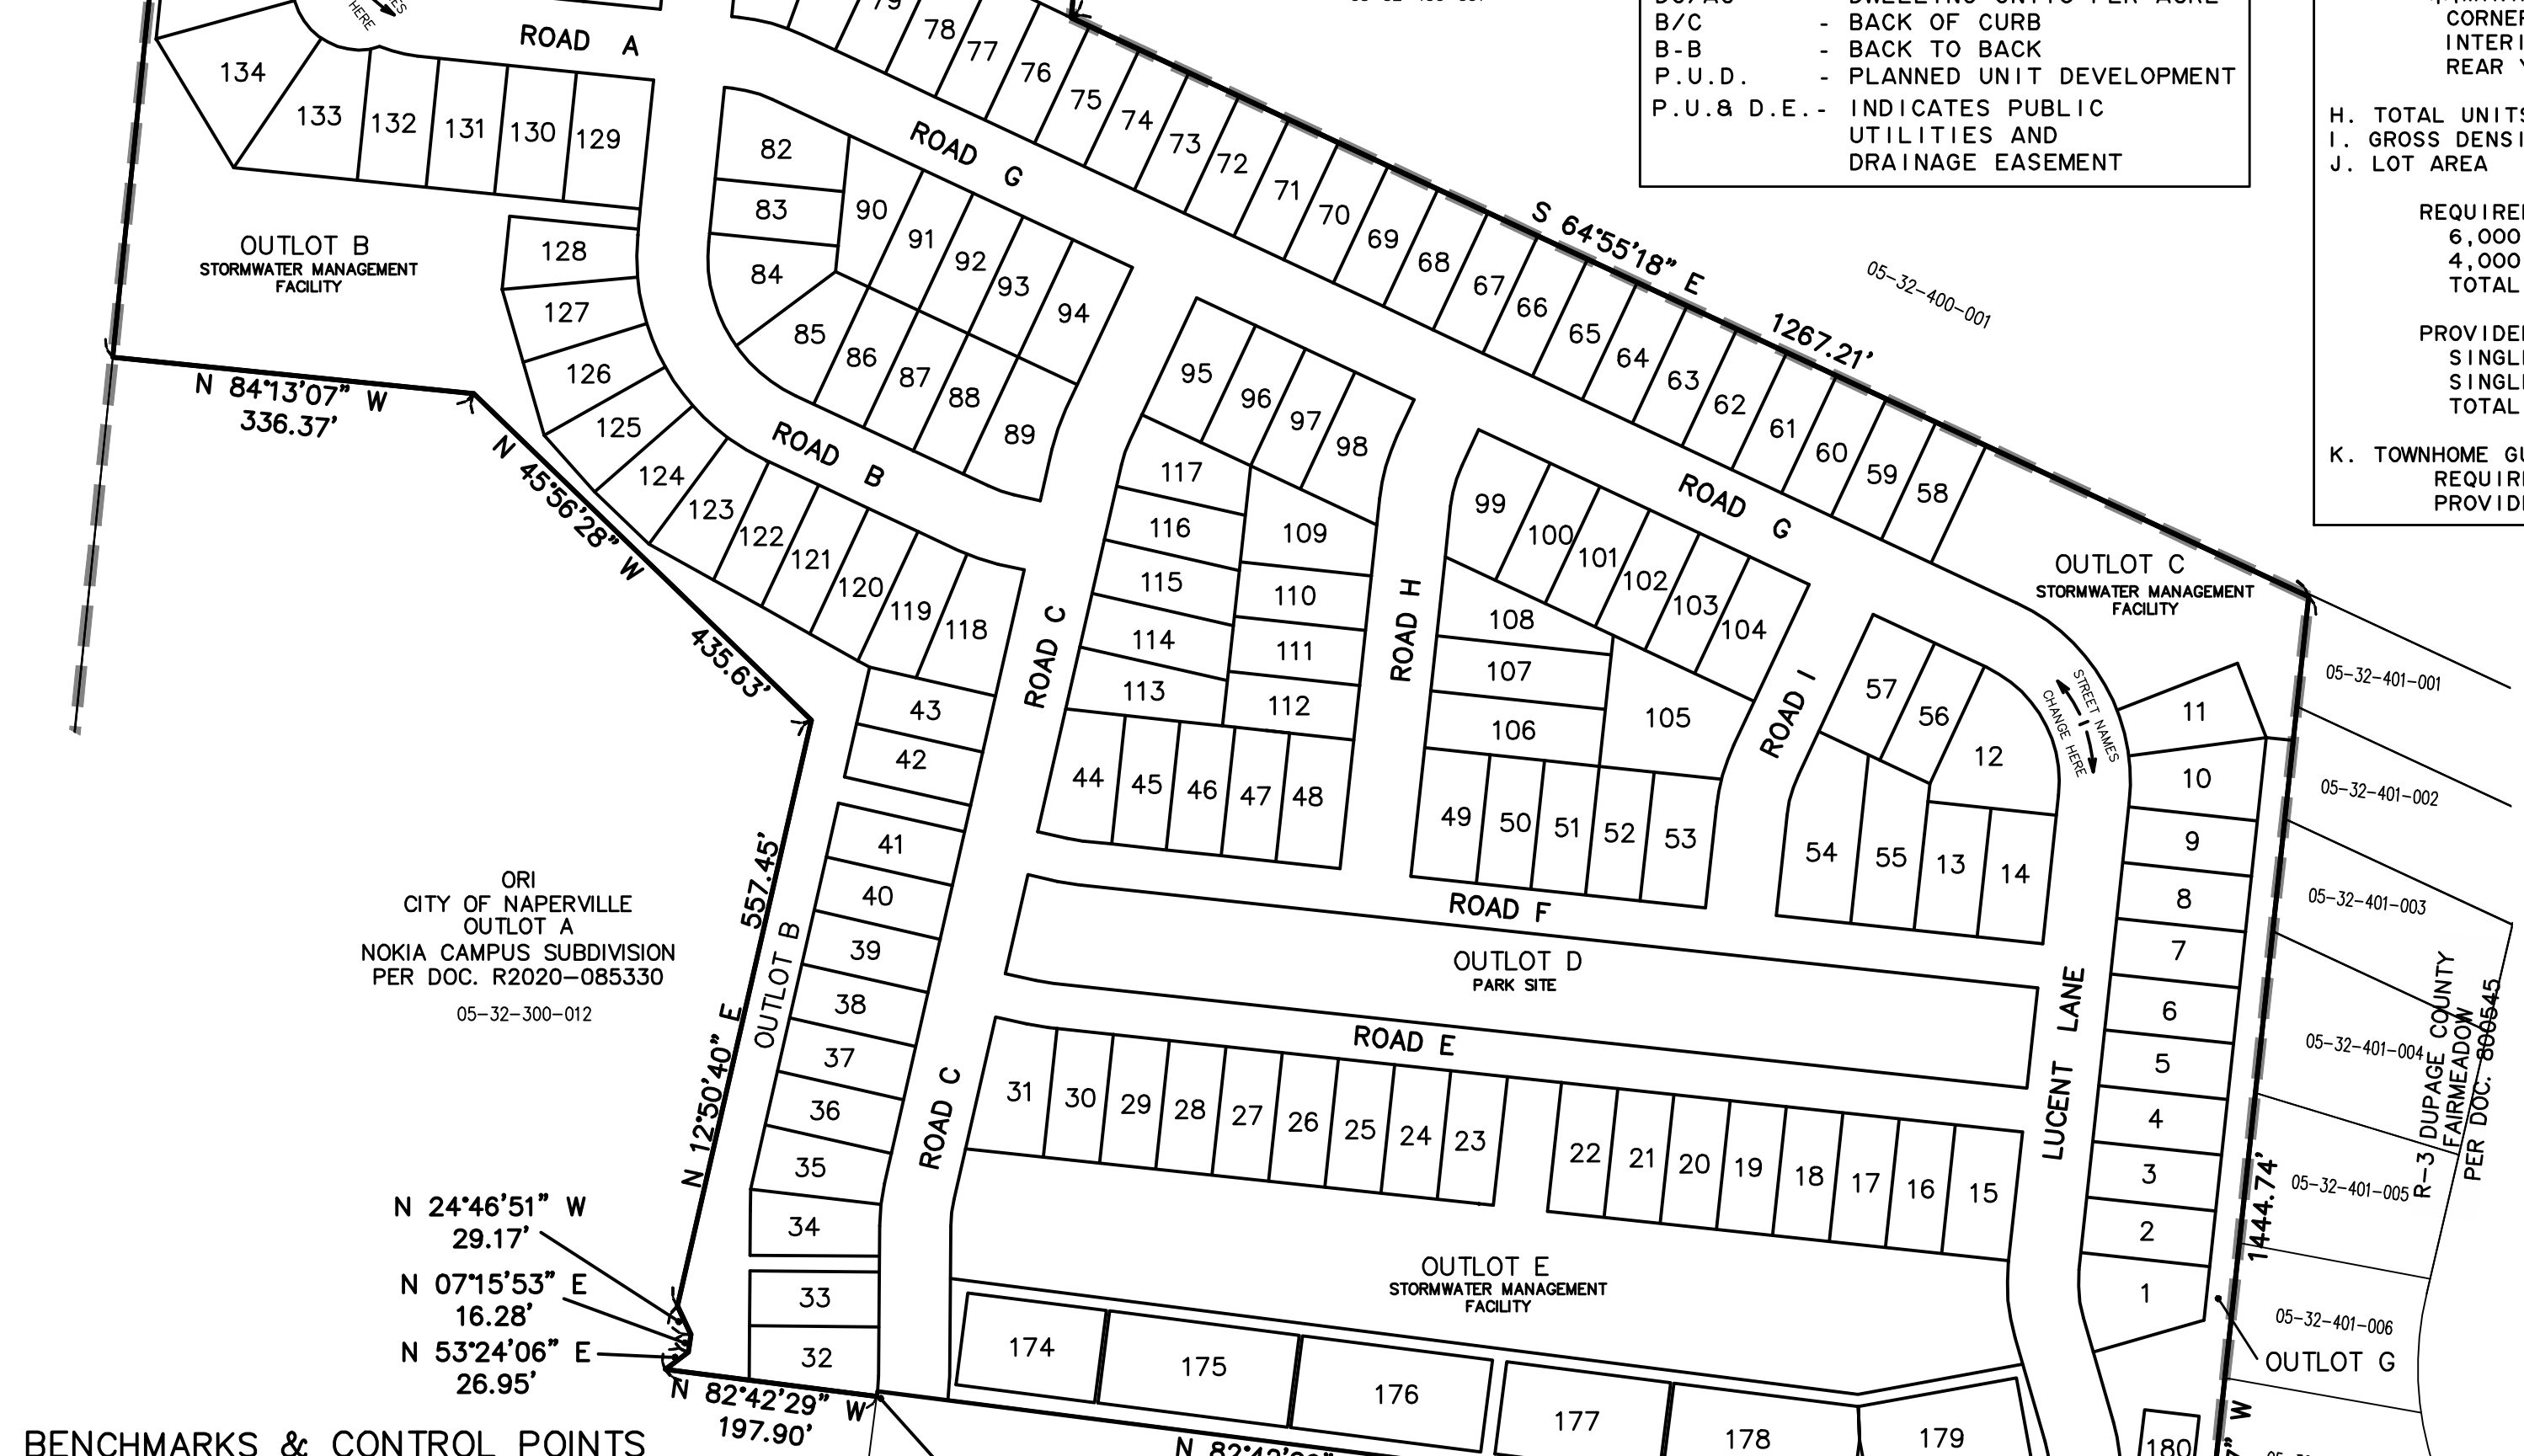 HERE
ROAD A
134
133
132
131
130
129
78
77
76
75
74
73
72
71
70
69
68
67
66
65
64
63
62
61
60
59
58
B/C - BACK OF CURB
B-B - BACK TO BACK
P.U.D. - PLANNED UNIT DEVELOPMENT
P.U.& D.E.- INDICATES PUBLIC
UTILITIES AND
DRAINAGE EASEMENT
H. TOTAL UNITS
J. LOT AREA
6,000
4,000
TOTAL
TOTAL
ROAD G
82
83
84
85
86
87
88
89
90
91
92
93
94
OUTLOT B
STORMWATER MANAGEMENT
FACILITY
128
127
126
125
124
123
122
121
120
119
118
S 64°55'18" E
1267.21'
05-32-400-001
N 84°13'07" W
336.37'
N 45°56'28" W
435.63'
ROAD B
95
96
97
98
117
116
115
114
113
109
110
111
112
ROAD C
ROAD H
99
100
101
102
103
104
108
107
106
105
ROAD G
ROAD I
OUTLOT C
STORMWATER MANAGEMENT
FACILITY
57
56
12
STREET NAMES
CHANGE HERE
11
10
9
8
7
6
5
4
3
2
1
05-32-401-001
05-32-401-002
05-32-401-003
05-32-401-004
05-32-401-005
05-32-401-006
43
42
41
40
39
38
37
36
35
34
33
32
44
45
46
47
48
49
50
51
52
53
54
55
13
14
ORI
CITY OF NAPERVILLE
OUTLOT A
NOKIA CAMPUS SUBDIVISION
PER DOC. R2020-085330
05-32-300-012
557.45'
N 12°50'40" E
OUTLOT B
ROAD F
OUTLOT D
PARK SITE
ROAD E
ROAD C
LUCENT LANE
R-3 DUPAGE COUNTY
FAIRMEADOW
PER DOC. 800545
1444.74'
31
30
29
28
27
26
25
24
23
22
21
20
19
18
17
16
15
N 24°46'51" W
29.17'
N 07°15'53" E
16.28'
N 53°24'06" E
26.95'
OUTLOT E
STORMWATER MANAGEMENT
FACILITY
OUTLOT G
174
175
176
177
178
179
180
N 82°42'29" W
197.90'
BENCHMARKS & CONTROL POINTS